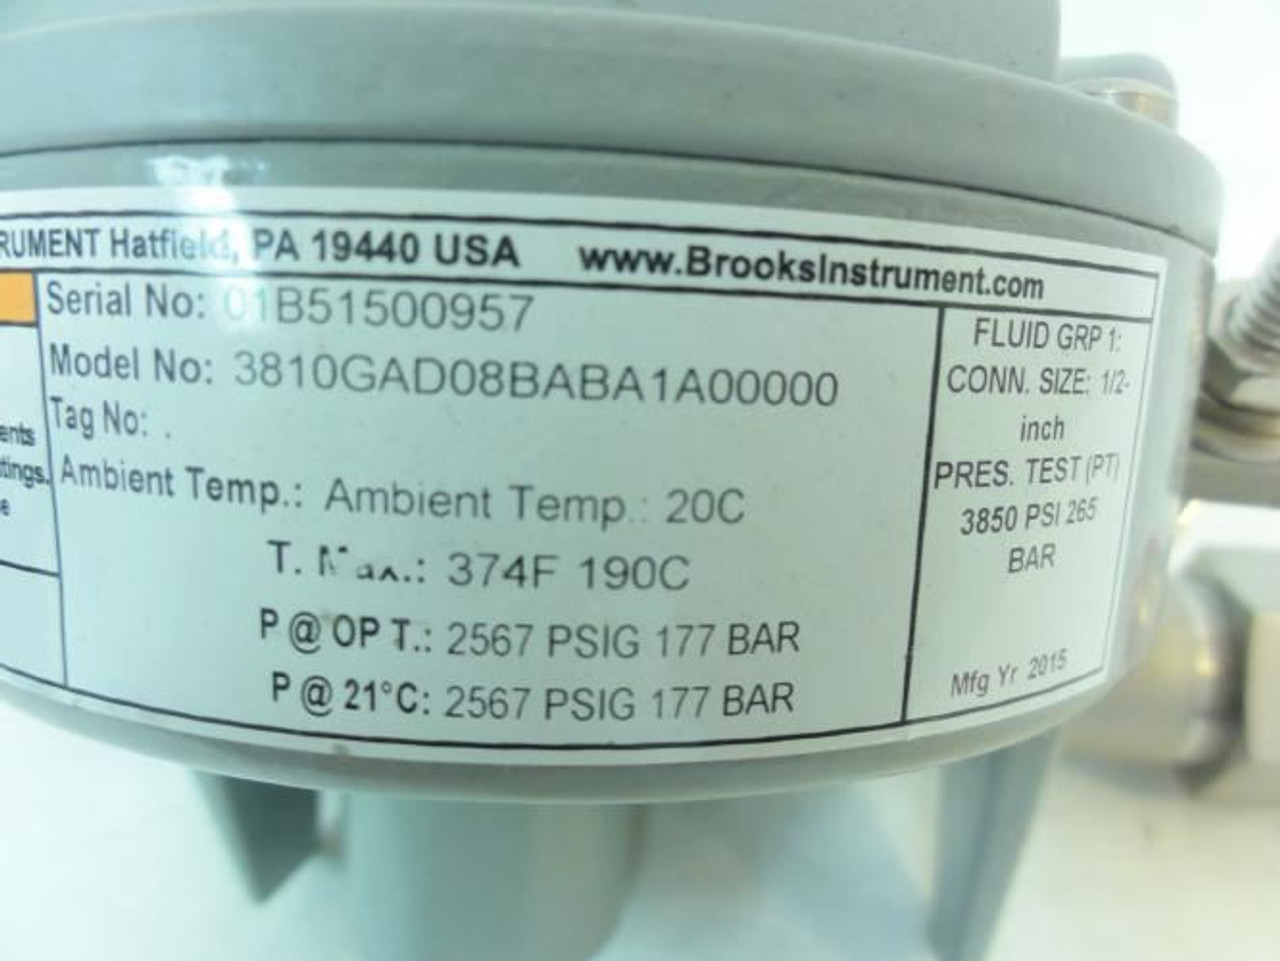 RUMENT Hatfield, PA 19440 USA www.BrooksInstrument.com
Serial No: 01B51500957
Model No: 3810GAD08BABA1A00000
Tag No: .
Ambient Temp.: Ambient Temp.: 20C
T. Max.: 374F 190C
P @ OP T.: 2567 PSIG 177 BAR
P @ 21°C: 2567 PSIG 177 BAR
FLUID GRP 1:
CONN. SIZE: 1/2-
inch
PRES. TEST (PT)
3850 PSI 265
BAR
Mfg Yr 2015
ents
tings.
e